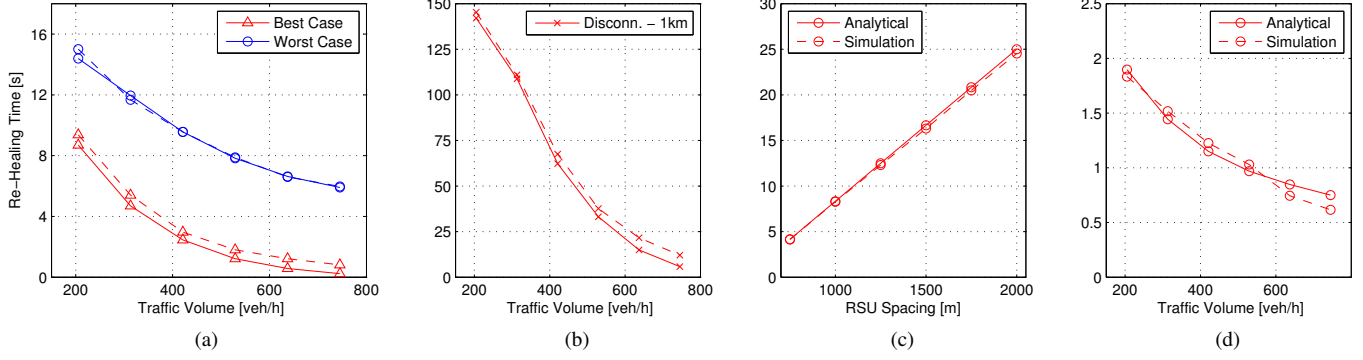 Re-Healing Time [s]
16
12
8
4
0
200 400 600 800
Traffic Volume [veh/h]
Best Case
Worst Case
(a)
150
125
100
75
50
25
0
200 400 600 800
Traffic Volume [veh/h]
Disconn. - 1km
(b)
30
25
20
15
10
5
0
1000 1500 2000
RSU Spacing [m]
Analytical
Simulation
(c)
2.5
2
1.5
1
0.5
0
200 400 600
Traffic Volume [veh/h]
Analytical
Simulation
(d)